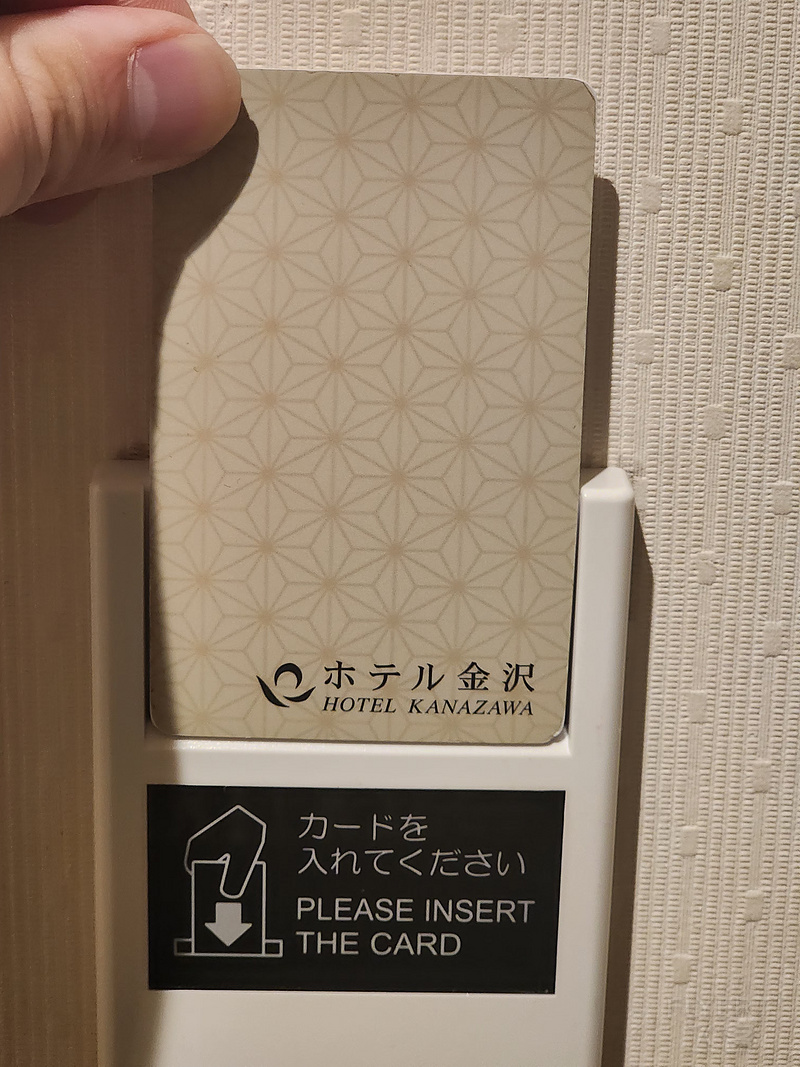 ホテル金沢
HOTEL KANAZAWA
カードを
入れてください
PLEASE INSERT
THE CARD